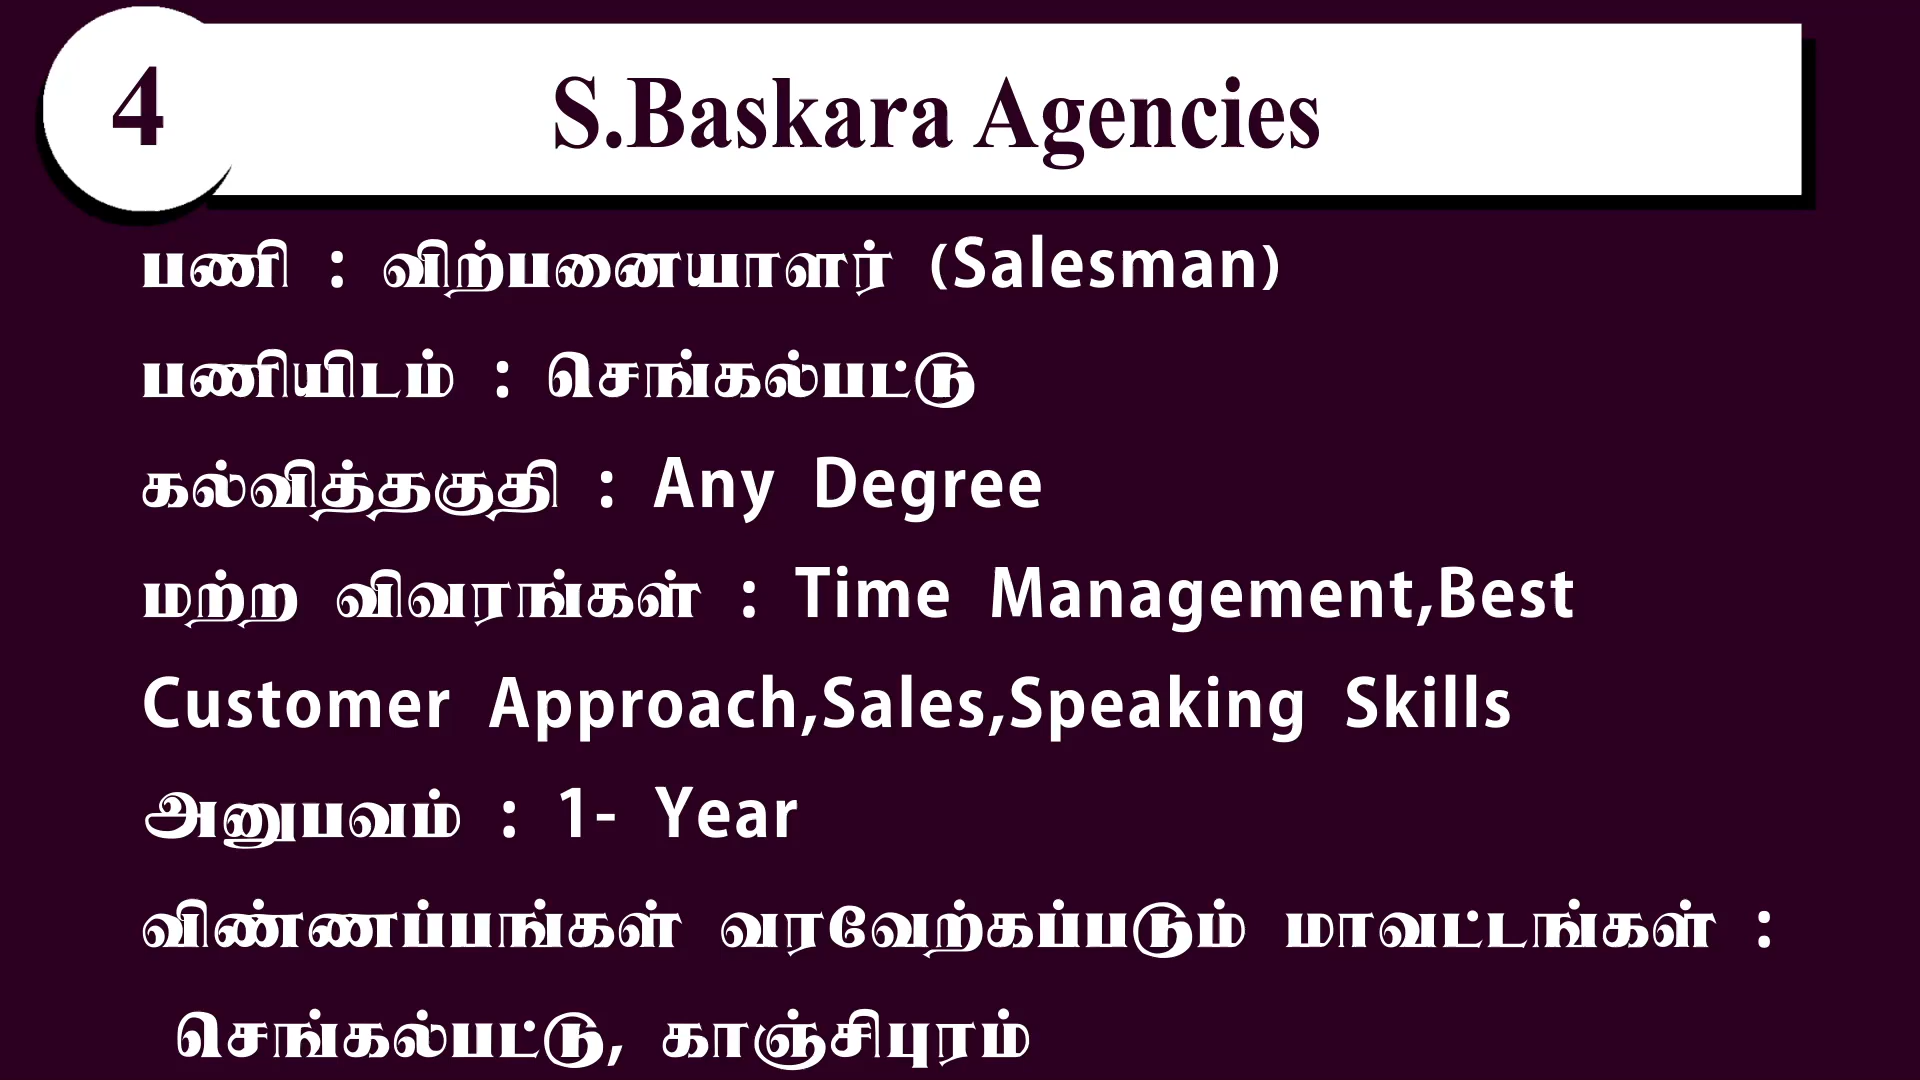 4
S.Baskara Agencies
பணி : விற்பனையாளர் (Salesman)
பணியிடம் : செங்கல்பட்டு
கல்வித்தகுதி : Any Degree
மற்ற விவரங்கள் : Time Management,Best
Customer Approach,Sales,Speaking Skills
அனுபவம் : 1- Year
விண்ணப்பங்கள் வரவேற்கப்படும் மாவட்டங்கள் :
செங்கல்பட்டு, காஞ்சிபுரம்